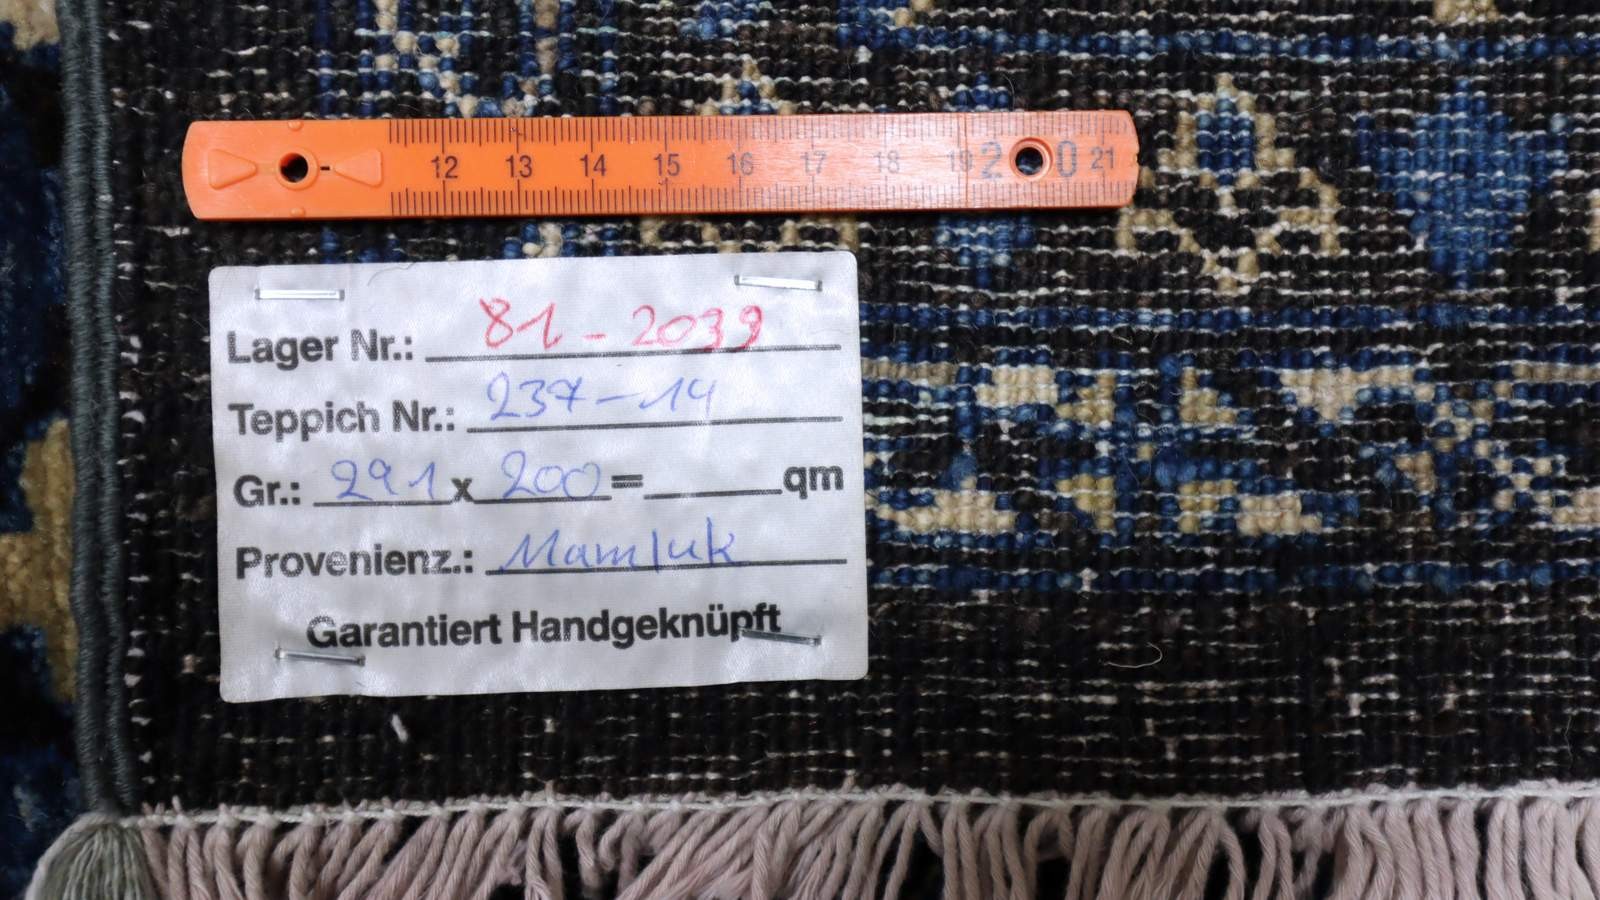 12 13 14 15 16 17 18 19 20 21
Lager Nr.: 81-2039
Teppich Nr.: 237-14
Gr.: 291 x 200 = qm
Provenienz.: Mamluk
Garantiert Handgeknüpft